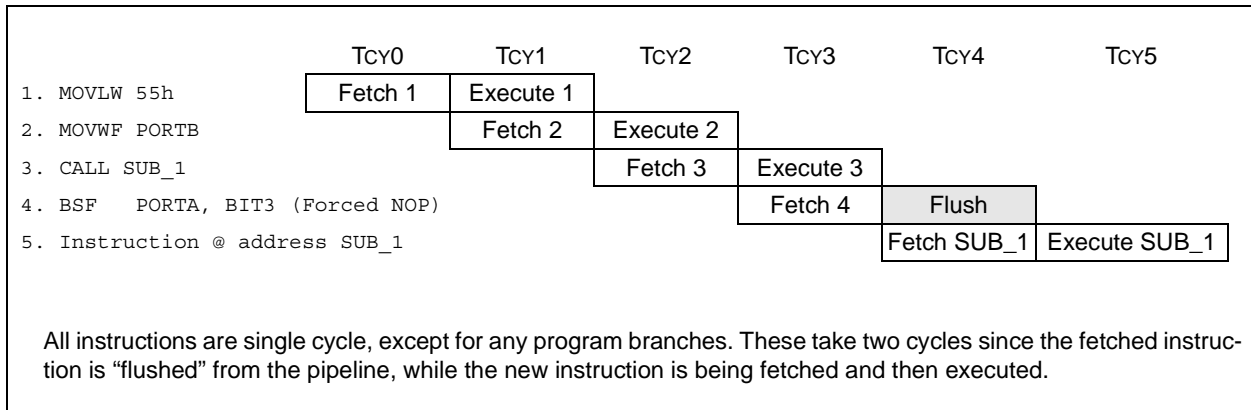 TCY0 TCY1 TCY2 TCY3 TCY4 TCY5
1. MOVLW 55h Fetch 1 Execute 1
2. MOVWF PORTB Fetch 2 Execute 2
3. CALL SUB_1 Fetch 3 Execute 3
4. BSF PORTA, BIT3 (Forced NOP) Fetch 4 Flush
5. Instruction @ address SUB_1 Fetch SUB_1 Execute SUB_1
All instructions are single cycle, except for any program branches. These take two cycles since the fetched instruc-
tion is “flushed” from the pipeline, while the new instruction is being fetched and then executed.